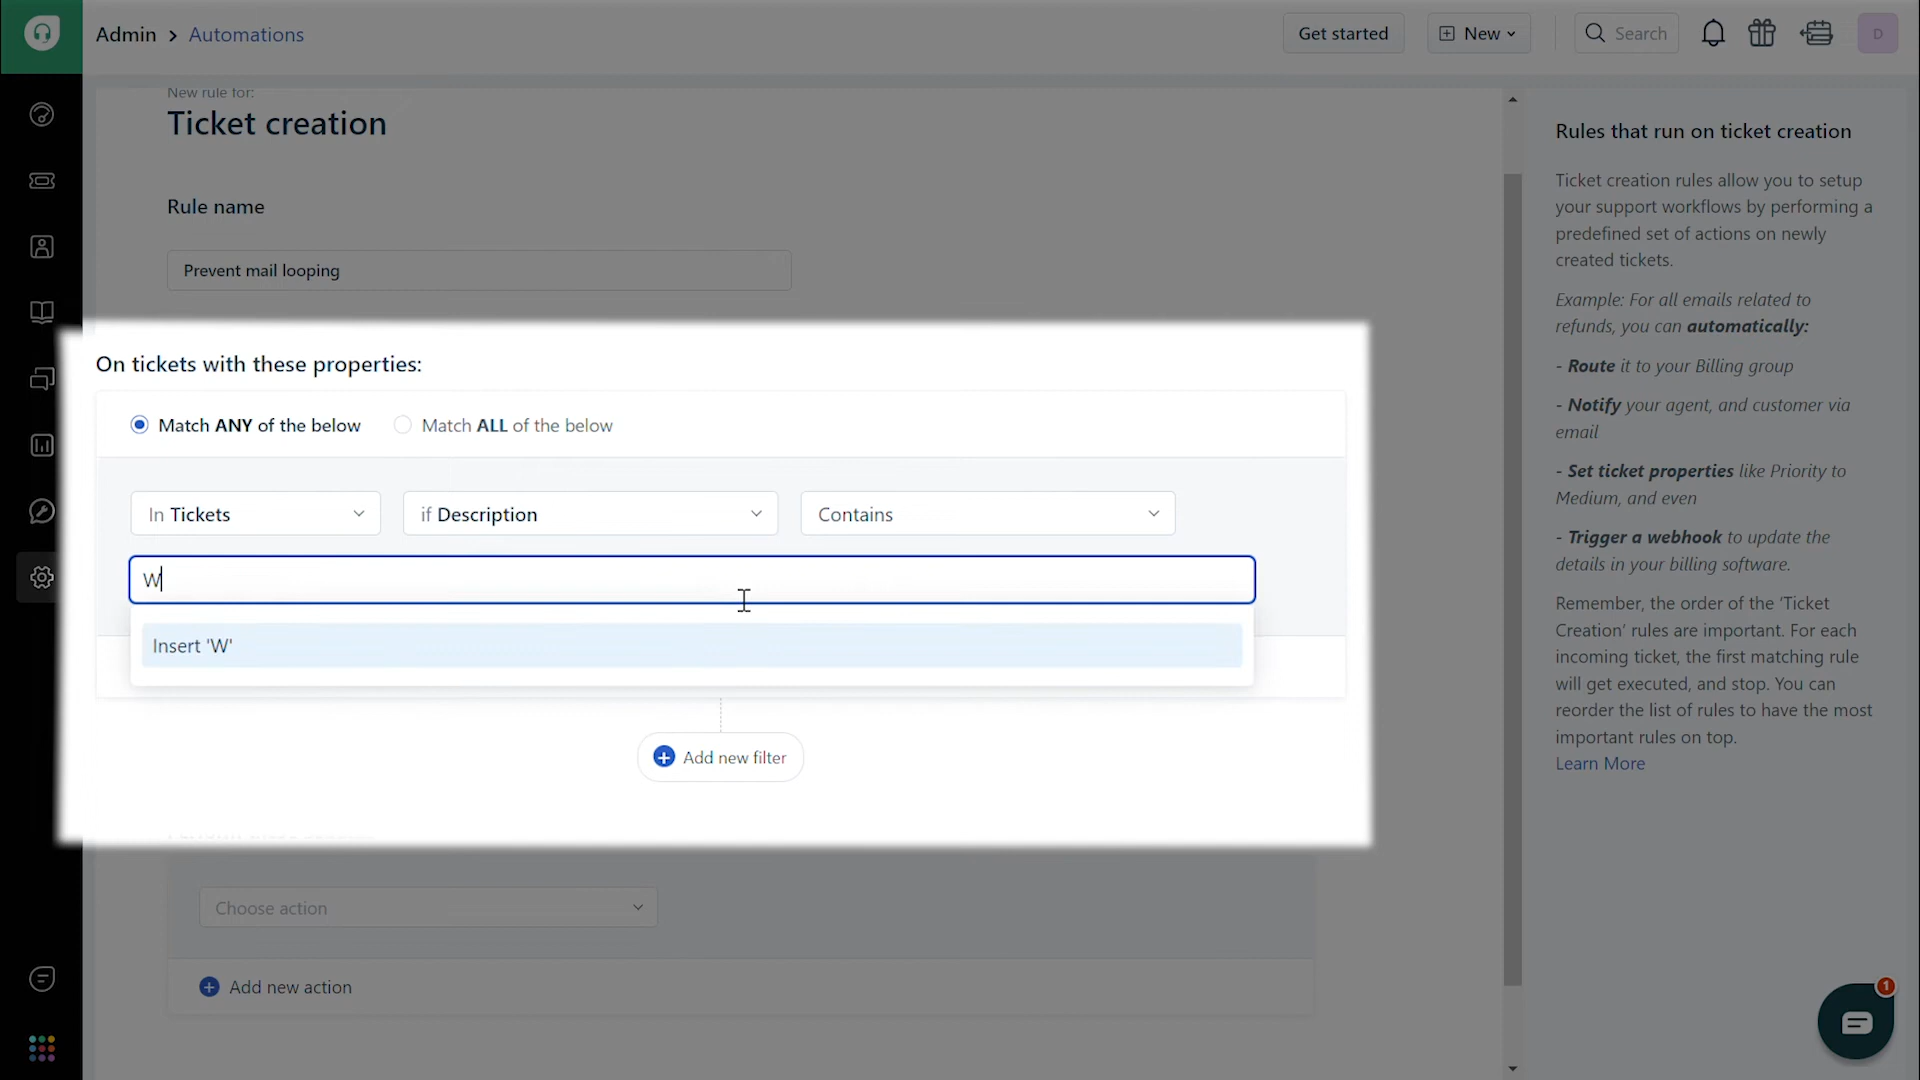 Admin > Automations
Get started
New
Search
D
New rule for:
Ticket creation
Rule name
Prevent mail looping
On tickets with these properties:
Match ANY of the below
Match ALL of the below
In Tickets
if Description
Contains
W
Insert 'W'
Add new filter
Choose action
Add new action
Rules that run on ticket creation
Ticket creation rules allow you to setup
your support workflows by performing a
predefined set of actions on newly
created tickets.
Example: For all emails related to
refunds, you can automatically:
- Route it to your Billing group
- Notify your agent, and customer via
email
- Set ticket properties like Priority to
Medium, and even
- Trigger a webhook to update the
details in your billing software.
Remember, the order of the ‘Ticket
Creation’ rules are important. For each
incoming ticket, the first matching rule
will get executed, and stop. You can
reorder the list of rules to have the most
important rules on top.
Learn More
1